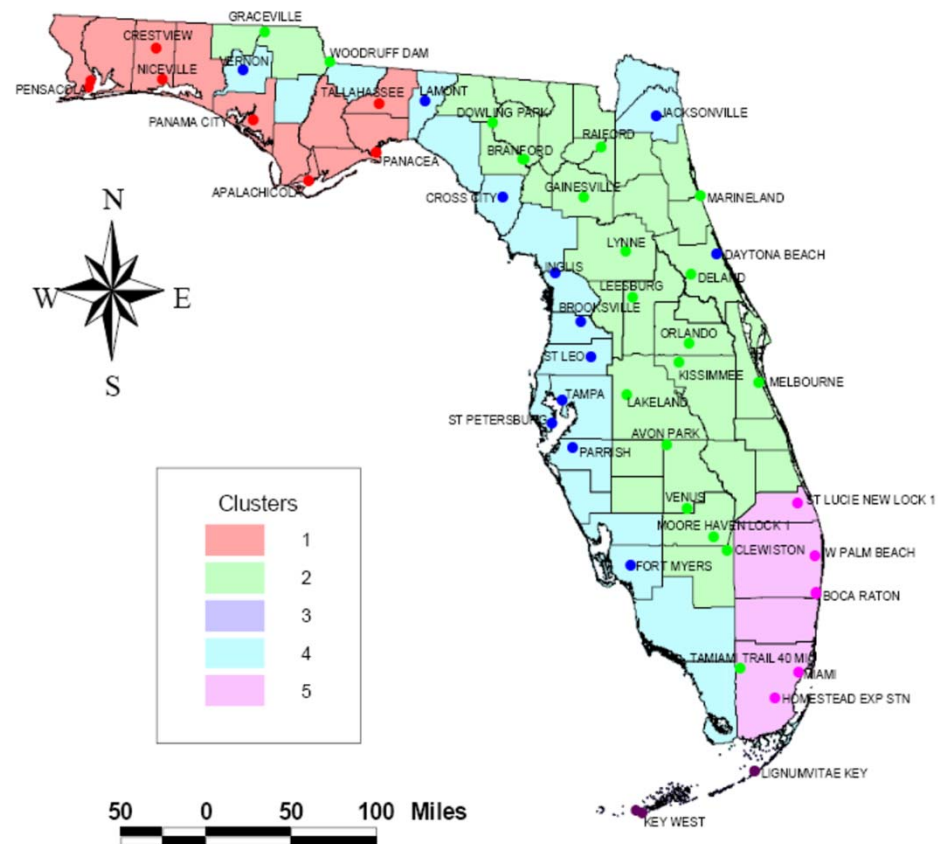 GRACEVILLE
CRESTVIEW
WOODRUFF DAM
VERNON
NICEVILLE
PENSACOLA
TALLAHASSEE
LAMONT
PANAMA CITY
DOWLING PARK
JACKSONVILLE
RAIFORD
BRANFORD
PANACEA
APALACHICOLA
GAINESVILLE
CROSS CITY
MARINELAND
N
LYNNE
DAYTONA BEACH
INGLIS
DELAND
LEESBURG
W
E
BROOKSVILLE
ORLANDO
ST LEO
KISSIMMEE
S
MELBOURNE
TAMPA
LAKELAND
ST PETERSBURG
AVON PARK
PARRISH
VENUS
ST LUCIE NEW LOCK 1
Clusters
MOORE HAVEN LOCK 1
1
CLEWISTON
W PALM BEACH
FORT MYERS
2
BOCA RATON
3
4
TAMIAMI TRAIL 40 MI
MIAMI
5
HOMESTEAD EXP STN
LIGNUMVITAE KEY
50 0 50 100 Miles
KEY WEST